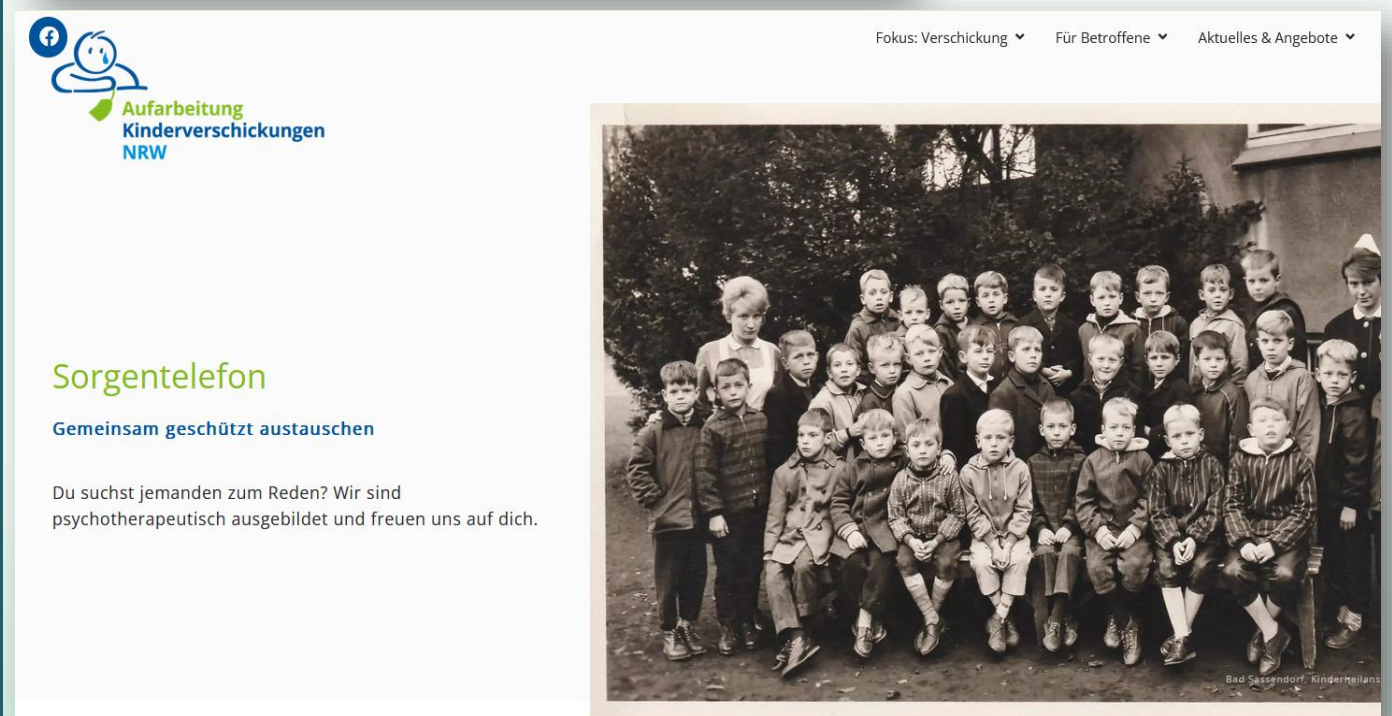 Fokus: Verschickung
Für Betroffene
Aktuelles & Angebote
Aufarbeitung
Kinderverschickungen
NRW
Sorgentelefon
Gemeinsam geschützt austauschen
Du suchst jemanden zum Reden? Wir sind
psychotherapeutisch ausgebildet und freuen uns auf dich.
Bad Sassendorf, Kinderheilans